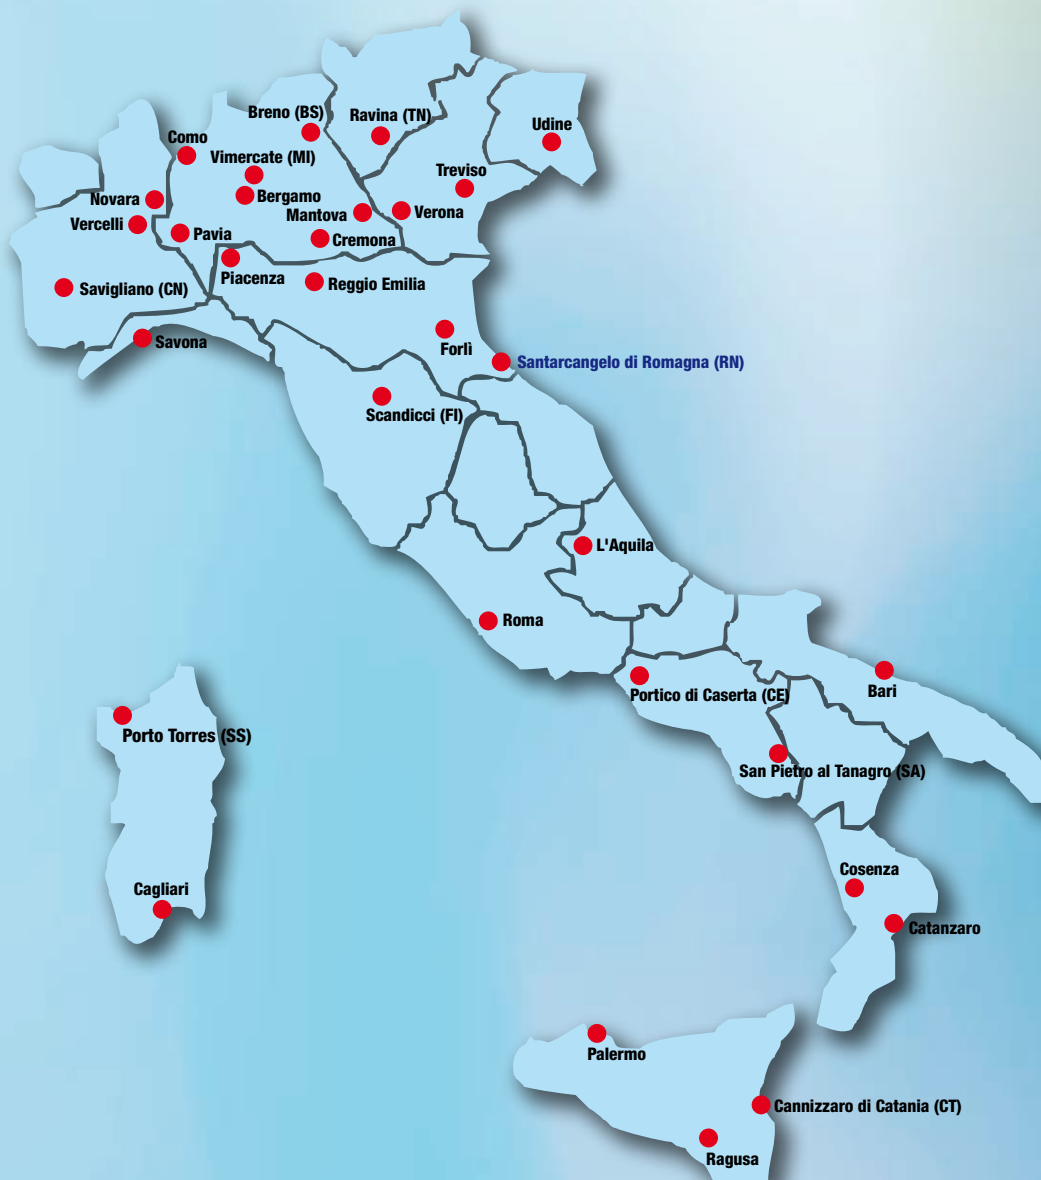 Breno (BS)
Ravina (TN)
Udine
Como
Vimercate (MI)
Treviso
Novara
Bergamo
Mantova
Verona
Vercelli
Pavia
Cremona
Piacenza
Reggio Emilia
Savigliano (CN)
Savona
Forlì
Santarcangelo di Romagna (RN)
Scandicci (FI)
L'Aquila
Roma
Portico di Caserta (CE)
Bari
Porto Torres (SS)
San Pietro al Tanagro (SA)
Cosenza
Cagliari
Catanzaro
Palermo
Cannizzaro di Catania (CT)
Ragusa